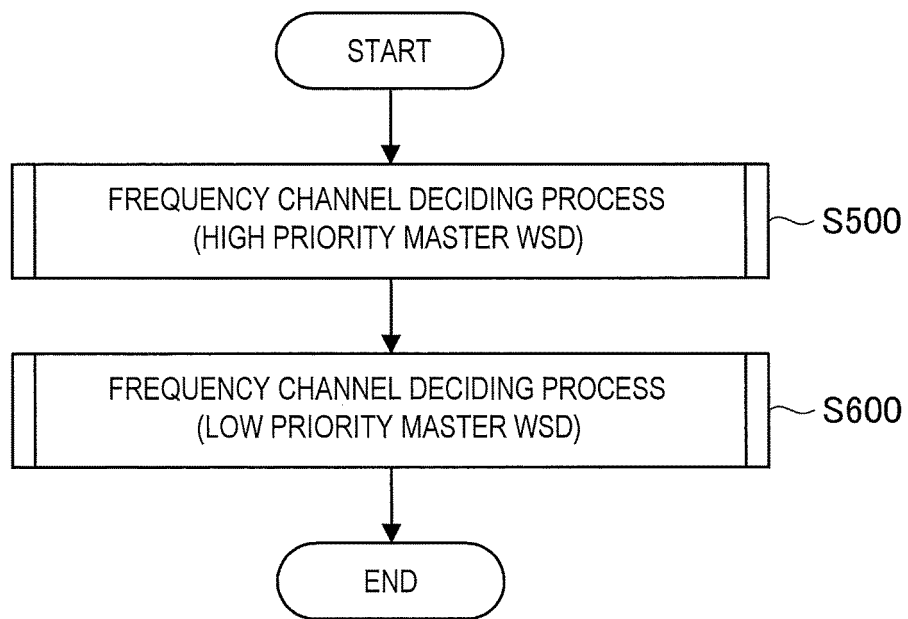 START
FREQUENCY CHANNEL DECIDING PROCESS
(HIGH PRIORITY MASTER WSD)
S500
FREQUENCY CHANNEL DECIDING PROCESS
(LOW PRIORITY MASTER WSD)
S600
END